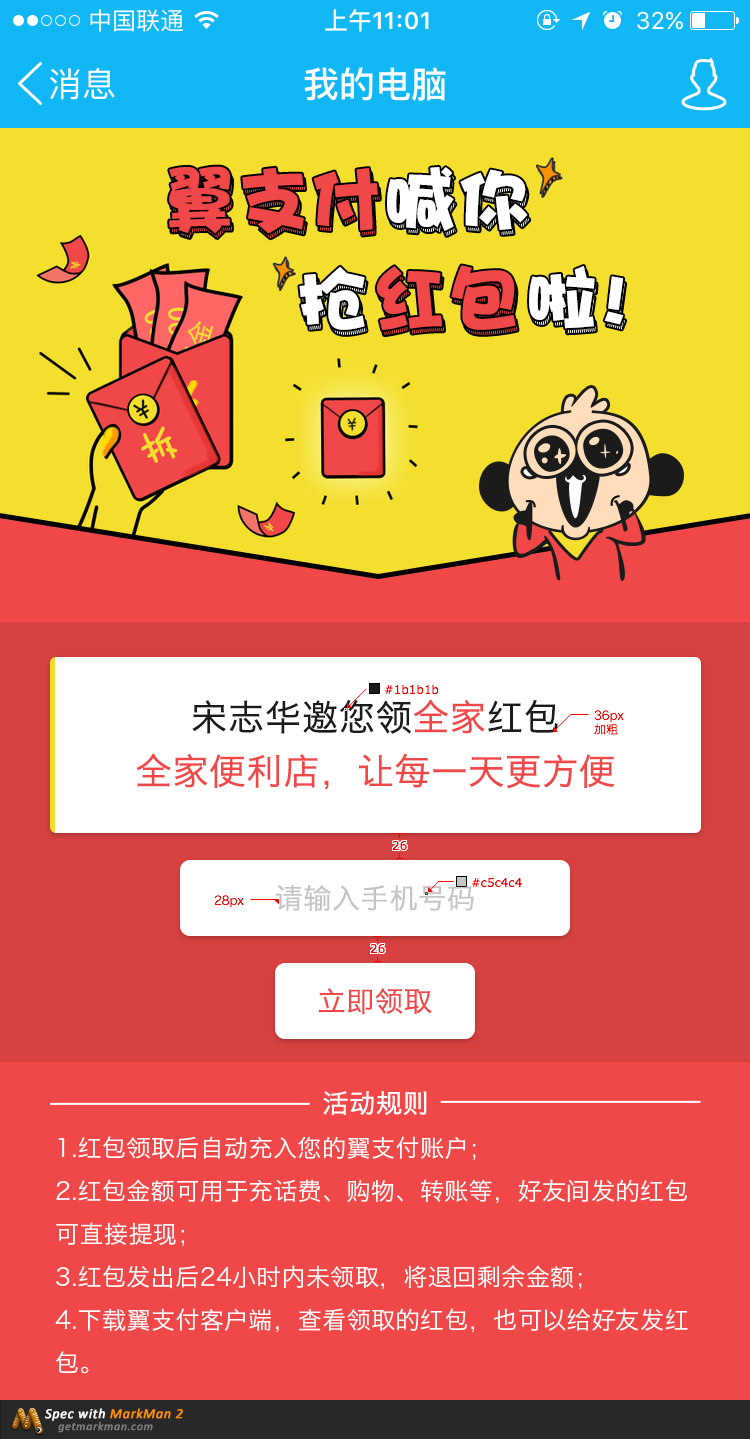 中国联通
上午11:01
32%
消息
我的电脑
翼支付喊你
抢红包啦!
金
¥
¥
¥
#1b1b1b
宋志华邀您领全家红包
36px
加粗
全家便利店，让每一天更方便
26
#c5c4c4
28px
请输入手机号码
26
立即领取
活动规则
1.红包领取后自动充入您的翼支付账户；
2.红包金额可用于充话费、购物、转账等，好友间发的红包
可直接提现；
3.红包发出后24小时内未领取，将退回剩余金额；
4.下载翼支付客户端，查看领取的红包，也可以给好友发红
包。
Spec with MarkMan 2
getmarkman.com